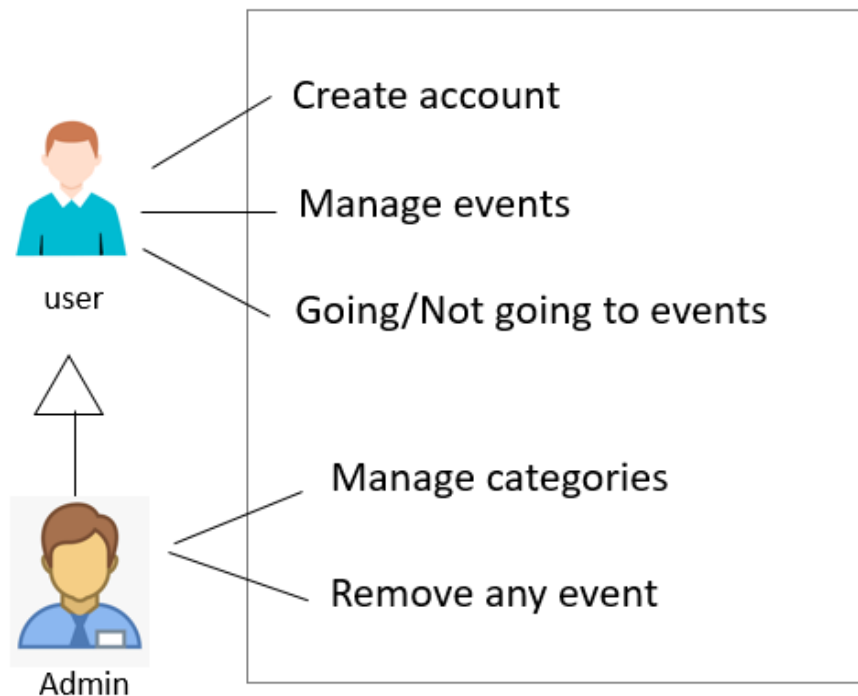 Create account
Manage events
user
Going/Not going to events
Manage categories
Remove any event
Admin